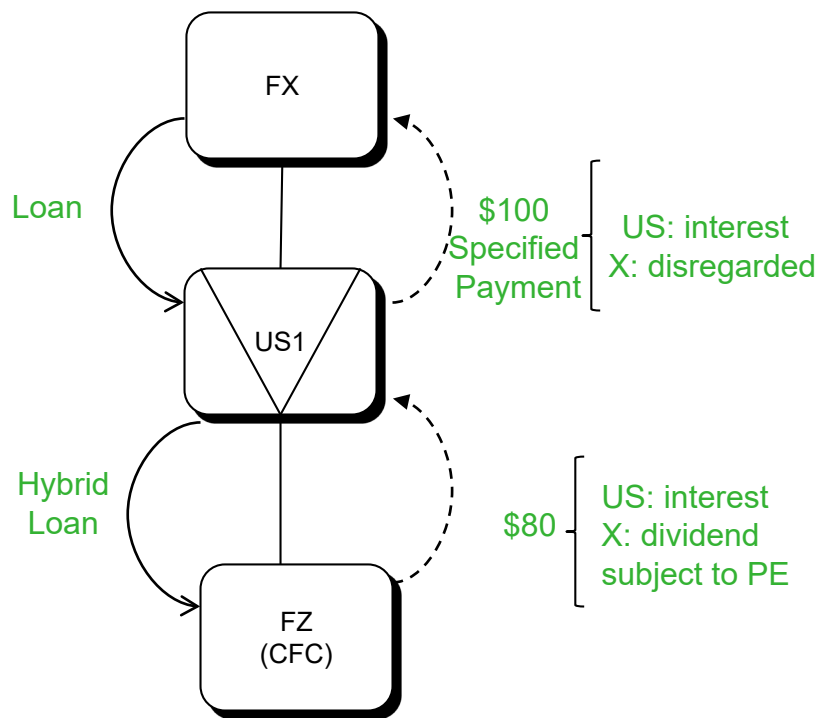 FX
Loan
$100
Specified
Payment
US: interest
X: disregarded
US1
Hybrid
Loan
$80
US: interest
X: dividend
subject to PE
FZ
(CFC)